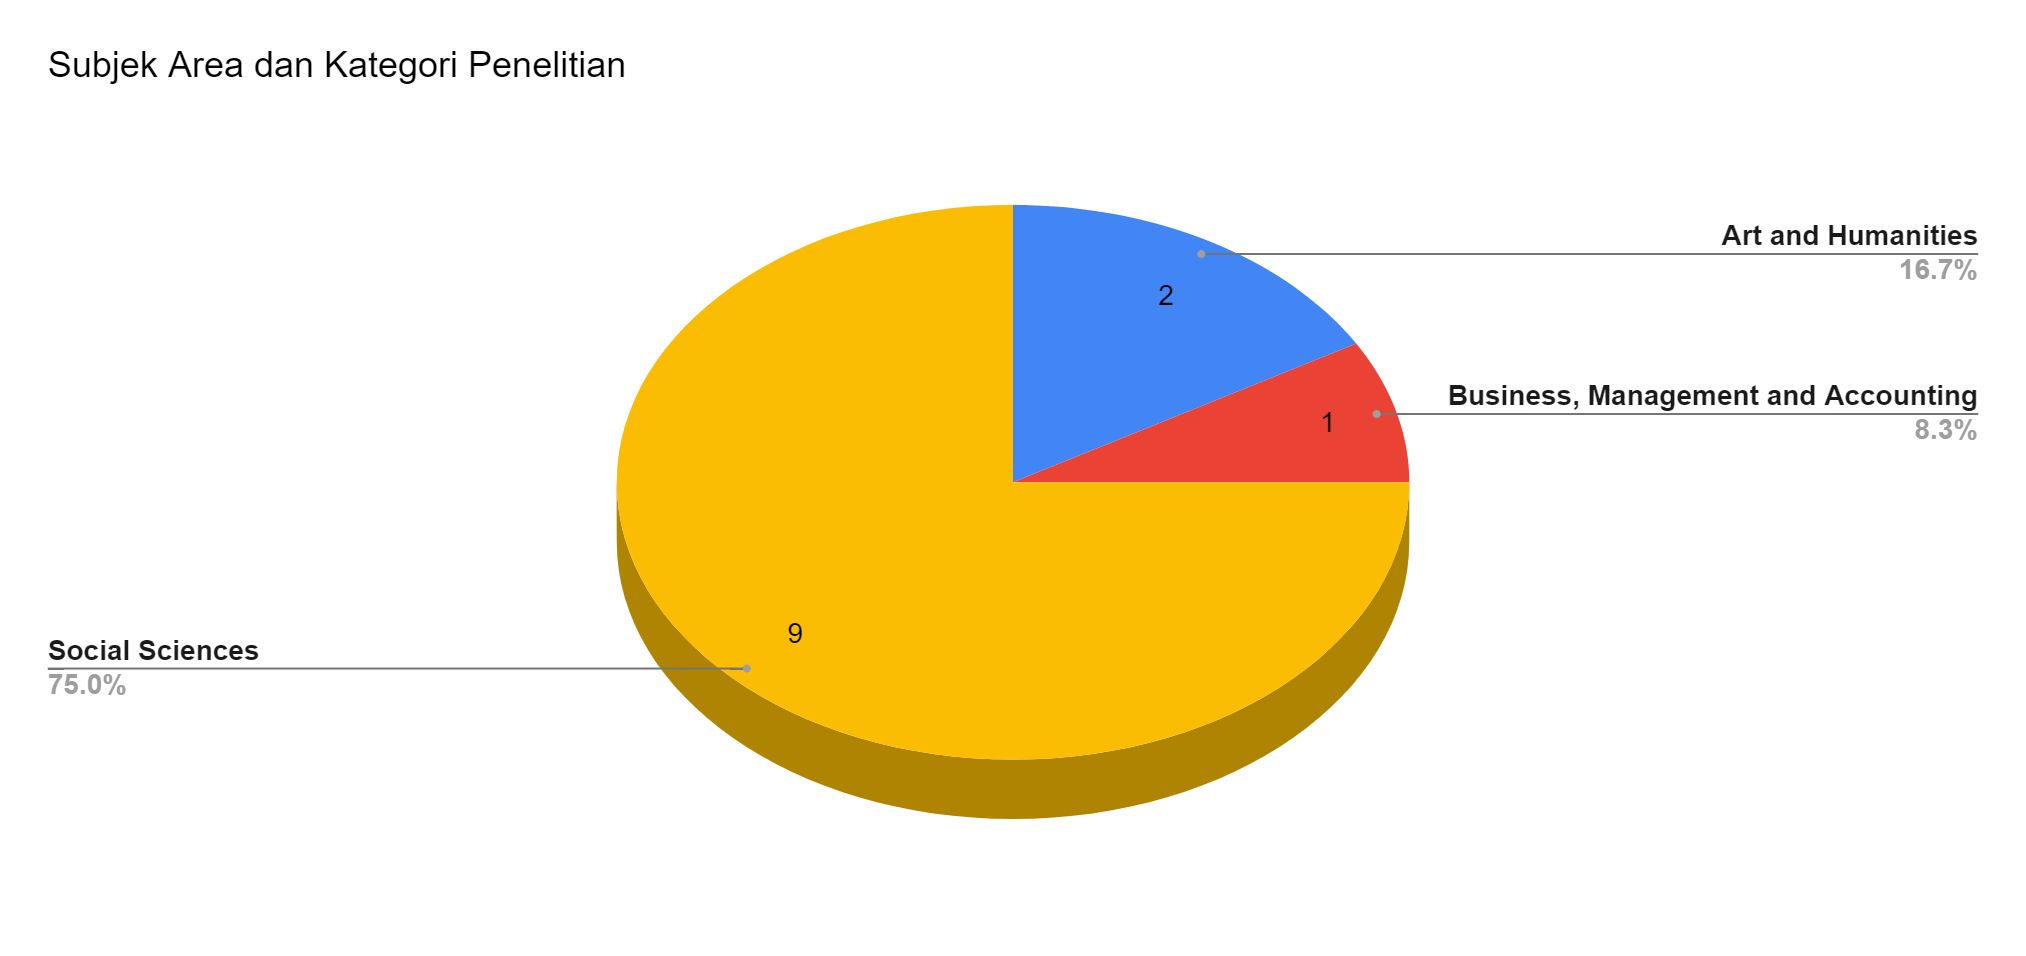 Subjek Area dan Kategori Penelitian
Art and Humanities
16.7%
2
Business, Management and Accounting
8.3%
1
9
Social Sciences
75.0%